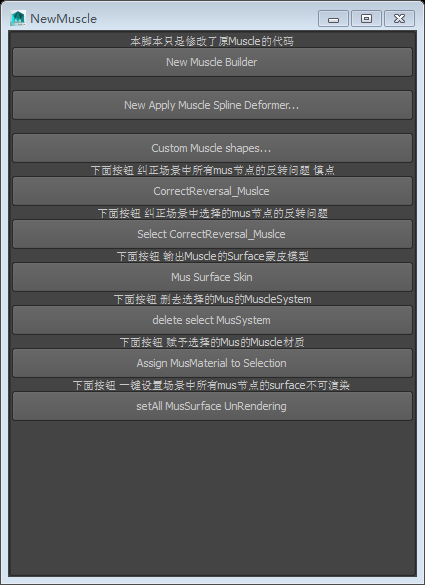 NewMuscle
本脚本只是修改了原Muscle的代码
New Muscle Builder
New Apply Muscle Spline Deformer...
Custom Muscle shapes...
下面按钮 纠正场景中所有mus节点的反转问题 慎点
CorrectReversal_Muslce
下面按钮 纠正场景中选择的mus节点的反转问题
Select CorrectReversal_Muslce
下面按钮 输出Muscle的Surface蒙皮模型
Mus Surface Skin
下面按钮 删去选择的Mus的MuscleSystem
delete select MusSystem
下面按钮 赋予选择的Mus的Muscle材质
Assign MusMaterial to Selection
下面按钮 一键设置场景中所有mus节点的surface不可渲染
setAll MusSurface UnRendering